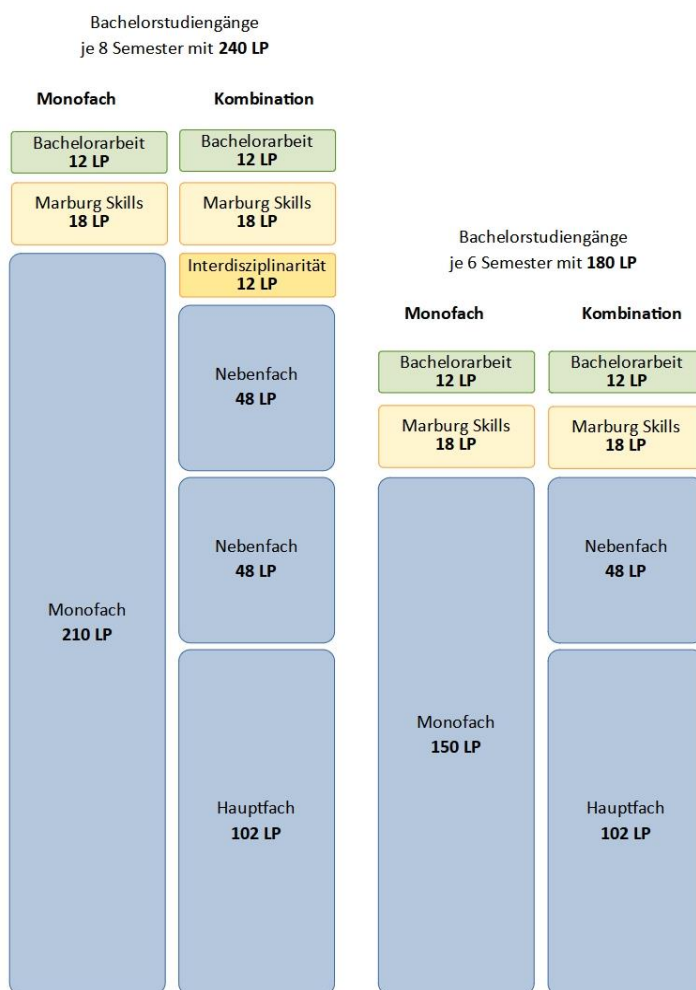 Bachelorstudiengänge
je 8 Semester mit 240 LP
Monofach
Bachelorarbeit
12 LP
Marburg Skills
18 LP
Monofach
210 LP
Kombination
Bachelorarbeit
12 LP
Marburg Skills
18 LP
Interdisziplinarität
12 LP
Nebenfach
48 LP
Nebenfach
48 LP
Hauptfach
102 LP
Bachelorstudiengänge
je 6 Semester mit 180 LP
Monofach
Bachelorarbeit
12 LP
Marburg Skills
18 LP
Monofach
150 LP
Kombination
Bachelorarbeit
12 LP
Marburg Skills
18 LP
Nebenfach
48 LP
Hauptfach
102 LP